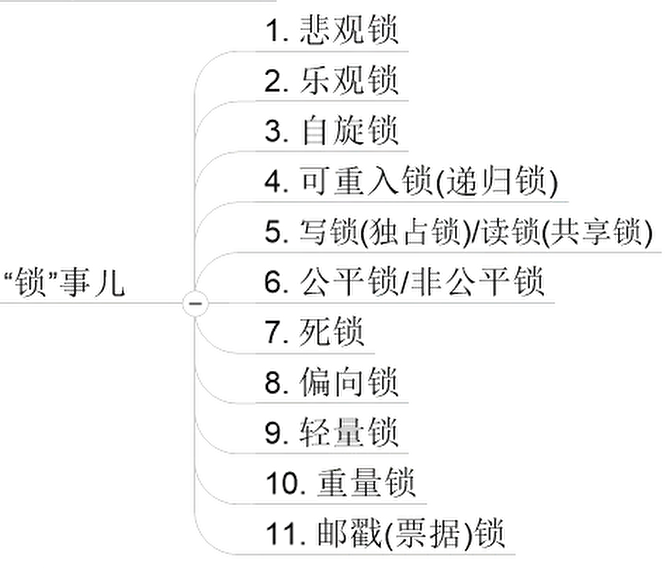 1. 悲观锁
2. 乐观锁
3. 自旋锁
4. 可重入锁(递归锁)
5. 写锁(独占锁)/读锁(共享锁)
“锁”事儿
6. 公平锁/非公平锁
7. 死锁
8. 偏向锁
9. 轻量锁
10. 重量锁
11. 邮戳(票据)锁